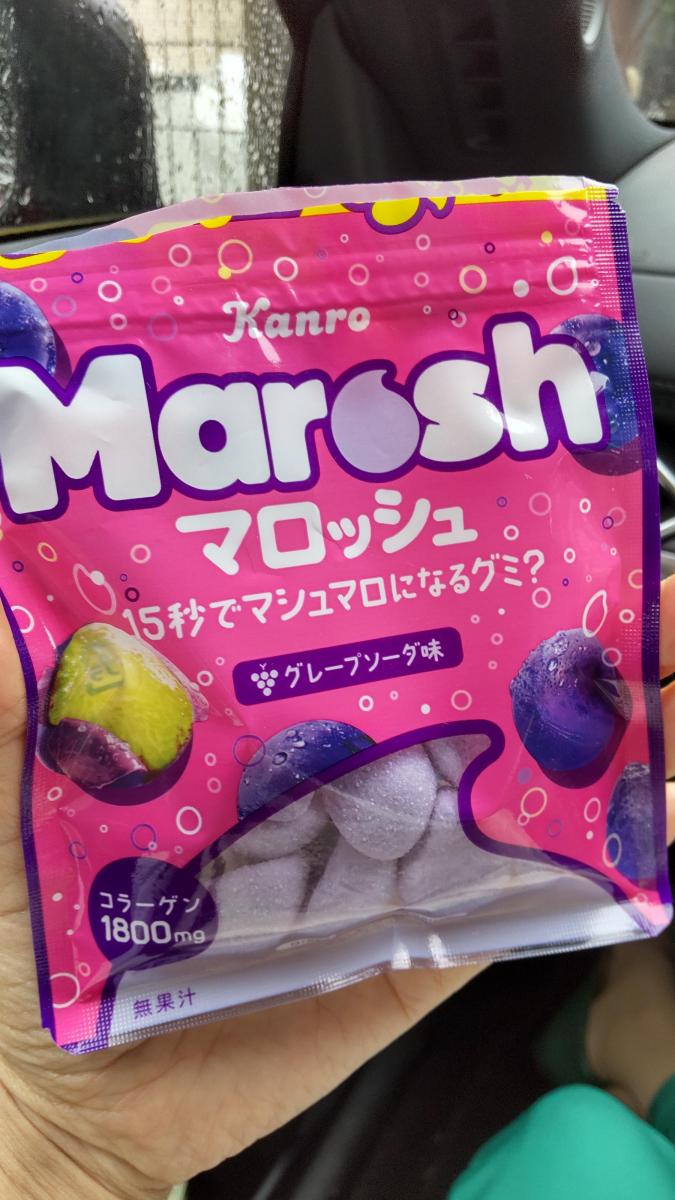 Kanro
Marosh
マロッシュ
15秒でマシュマロになるグミ?
グレープソーダ味
コラーゲン
1800mg
無果汁